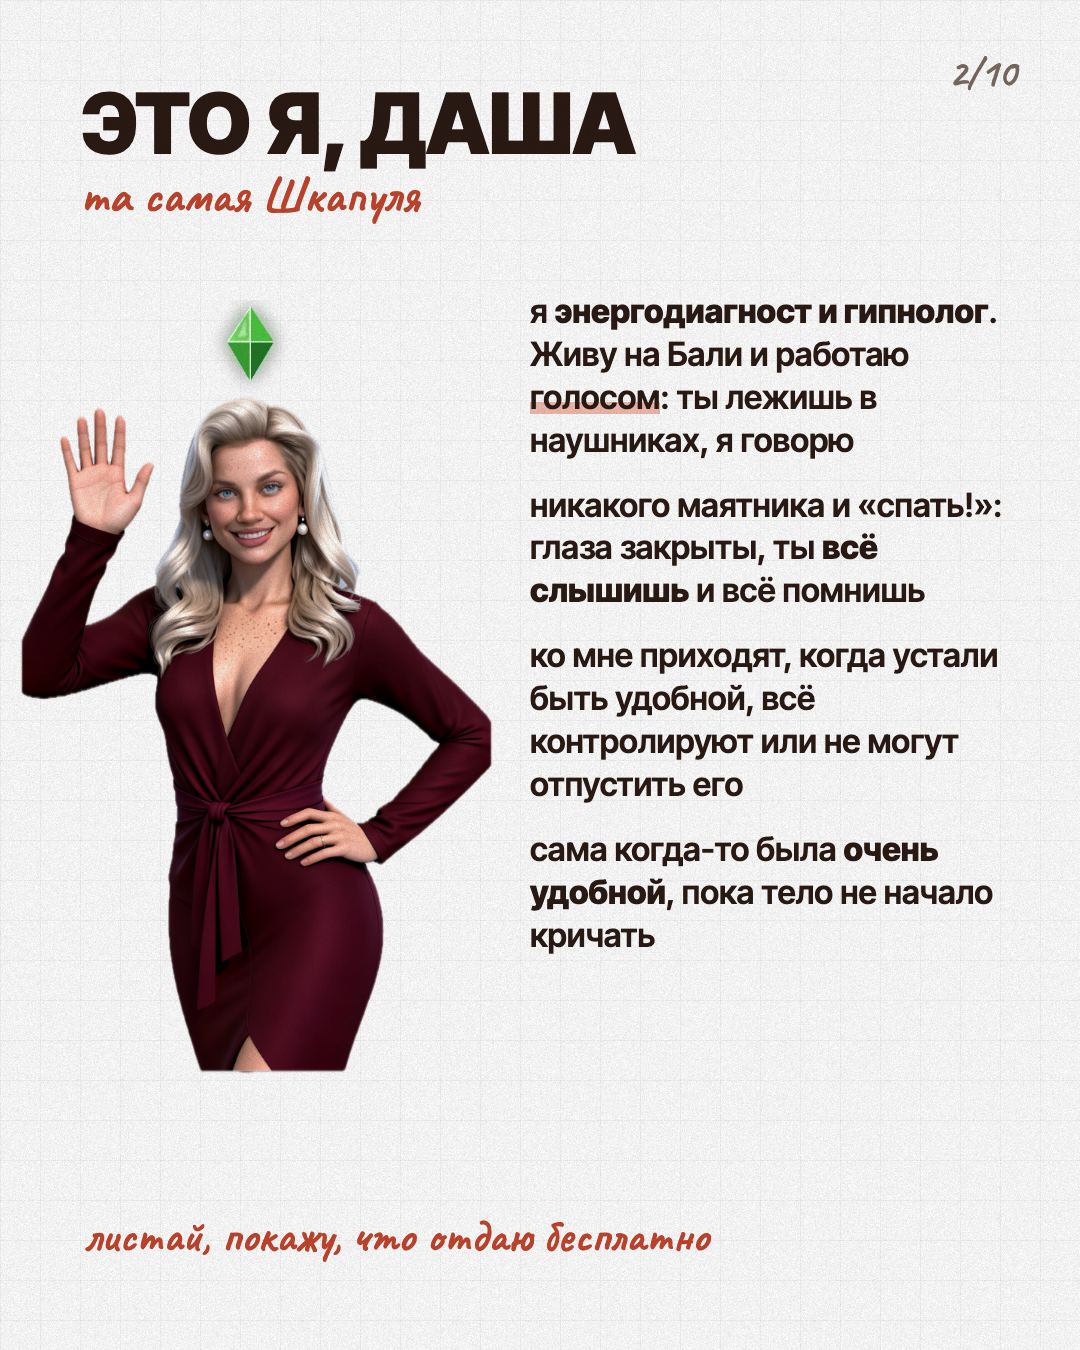 2/10
ЭТО Я, ДАША
та самая Шкапуля
я энергодиагност и гипнолог.
Живу на Бали и работаю
голосом: ты лежишь в
наушниках, я говорю
никакого маятника и «спать!»:
глаза закрыты, ты всё
слышишь и всё помнишь
ко мне приходят, когда устали
быть удобной, всё
контролируют или не могут
отпустить его
сама когда-то была очень
удобной, пока тело не начало
кричать
листай, покажу, что отдаю бесплатно